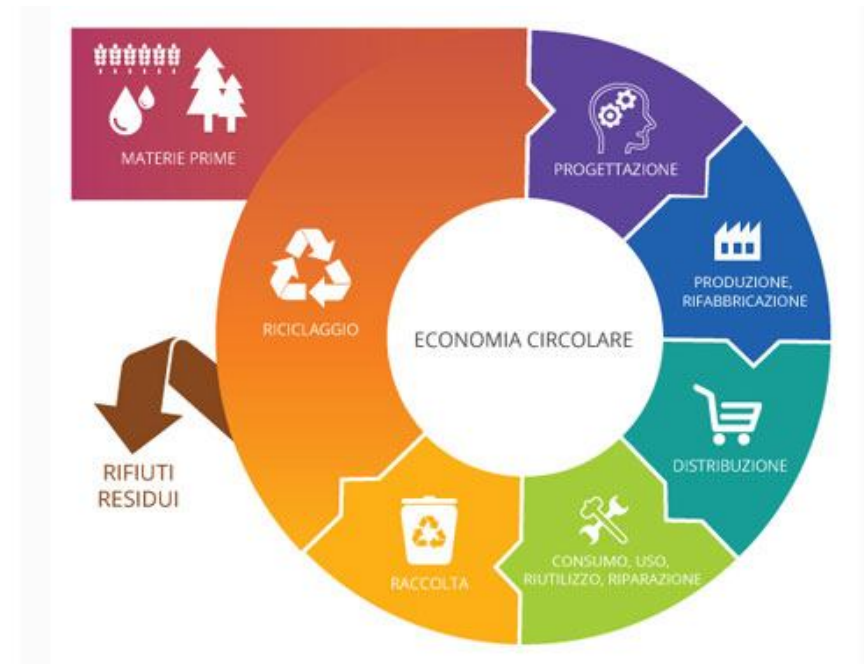 MATERIE PRIME
PROGETTAZIONE
PRODUZIONE,
RIFABBRICAZIONE
DISTRIBUZIONE
CONSUMO, USO,
RIUTILIZZO, RIPARAZIONE
RACCOLTA
RICICLAGGIO
RIFIUTI
RESIDUI
ECONOMIA CIRCOLARE